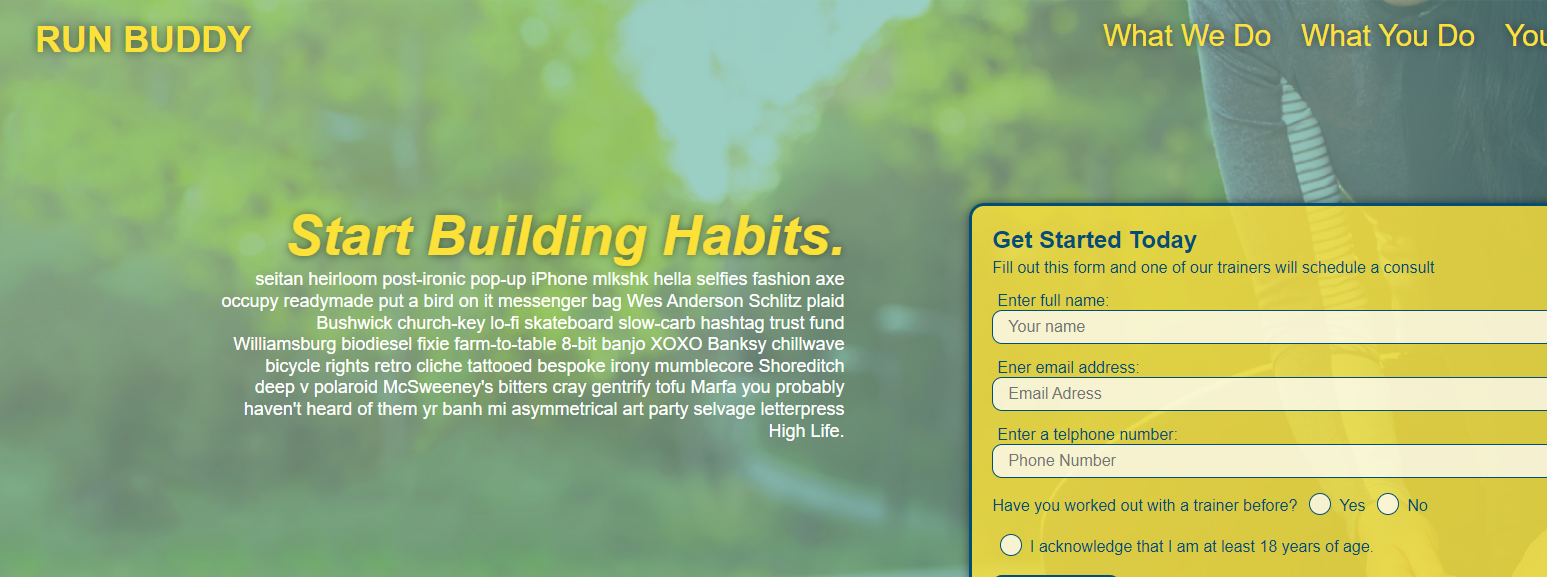 RUN BUDDY
What We Do What You Do You
Start Building Habits.
seitan heirloom post-ironic pop-up iPhone mlkshk hella selfies fashion axe
occupy readymade put a bird on it messenger bag Wes Anderson Schlitz plaid
Bushwick church-key lo-fi skateboard slow-carb hashtag trust fund
Williamsburg biodiesel fixie farm-to-table 8-bit banjo XOXO Banksy chillwave
bicycle rights retro cliche tattooed bespoke irony mumblecore Shoreditch
deep v polaroid McSweeney's bitters cray gentrify tofu Marfa you probably
haven't heard of them yr banh mi asymmetrical art party selvage letterpress
High Life.
Get Started Today
Fill out this form and one of our trainers will schedule a consult
Enter full name:
Your name
Ener email address:
Email Adress
Enter a telphone number:
Phone Number
Have you worked out with a trainer before? Yes No
I acknowledge that I am at least 18 years of age.